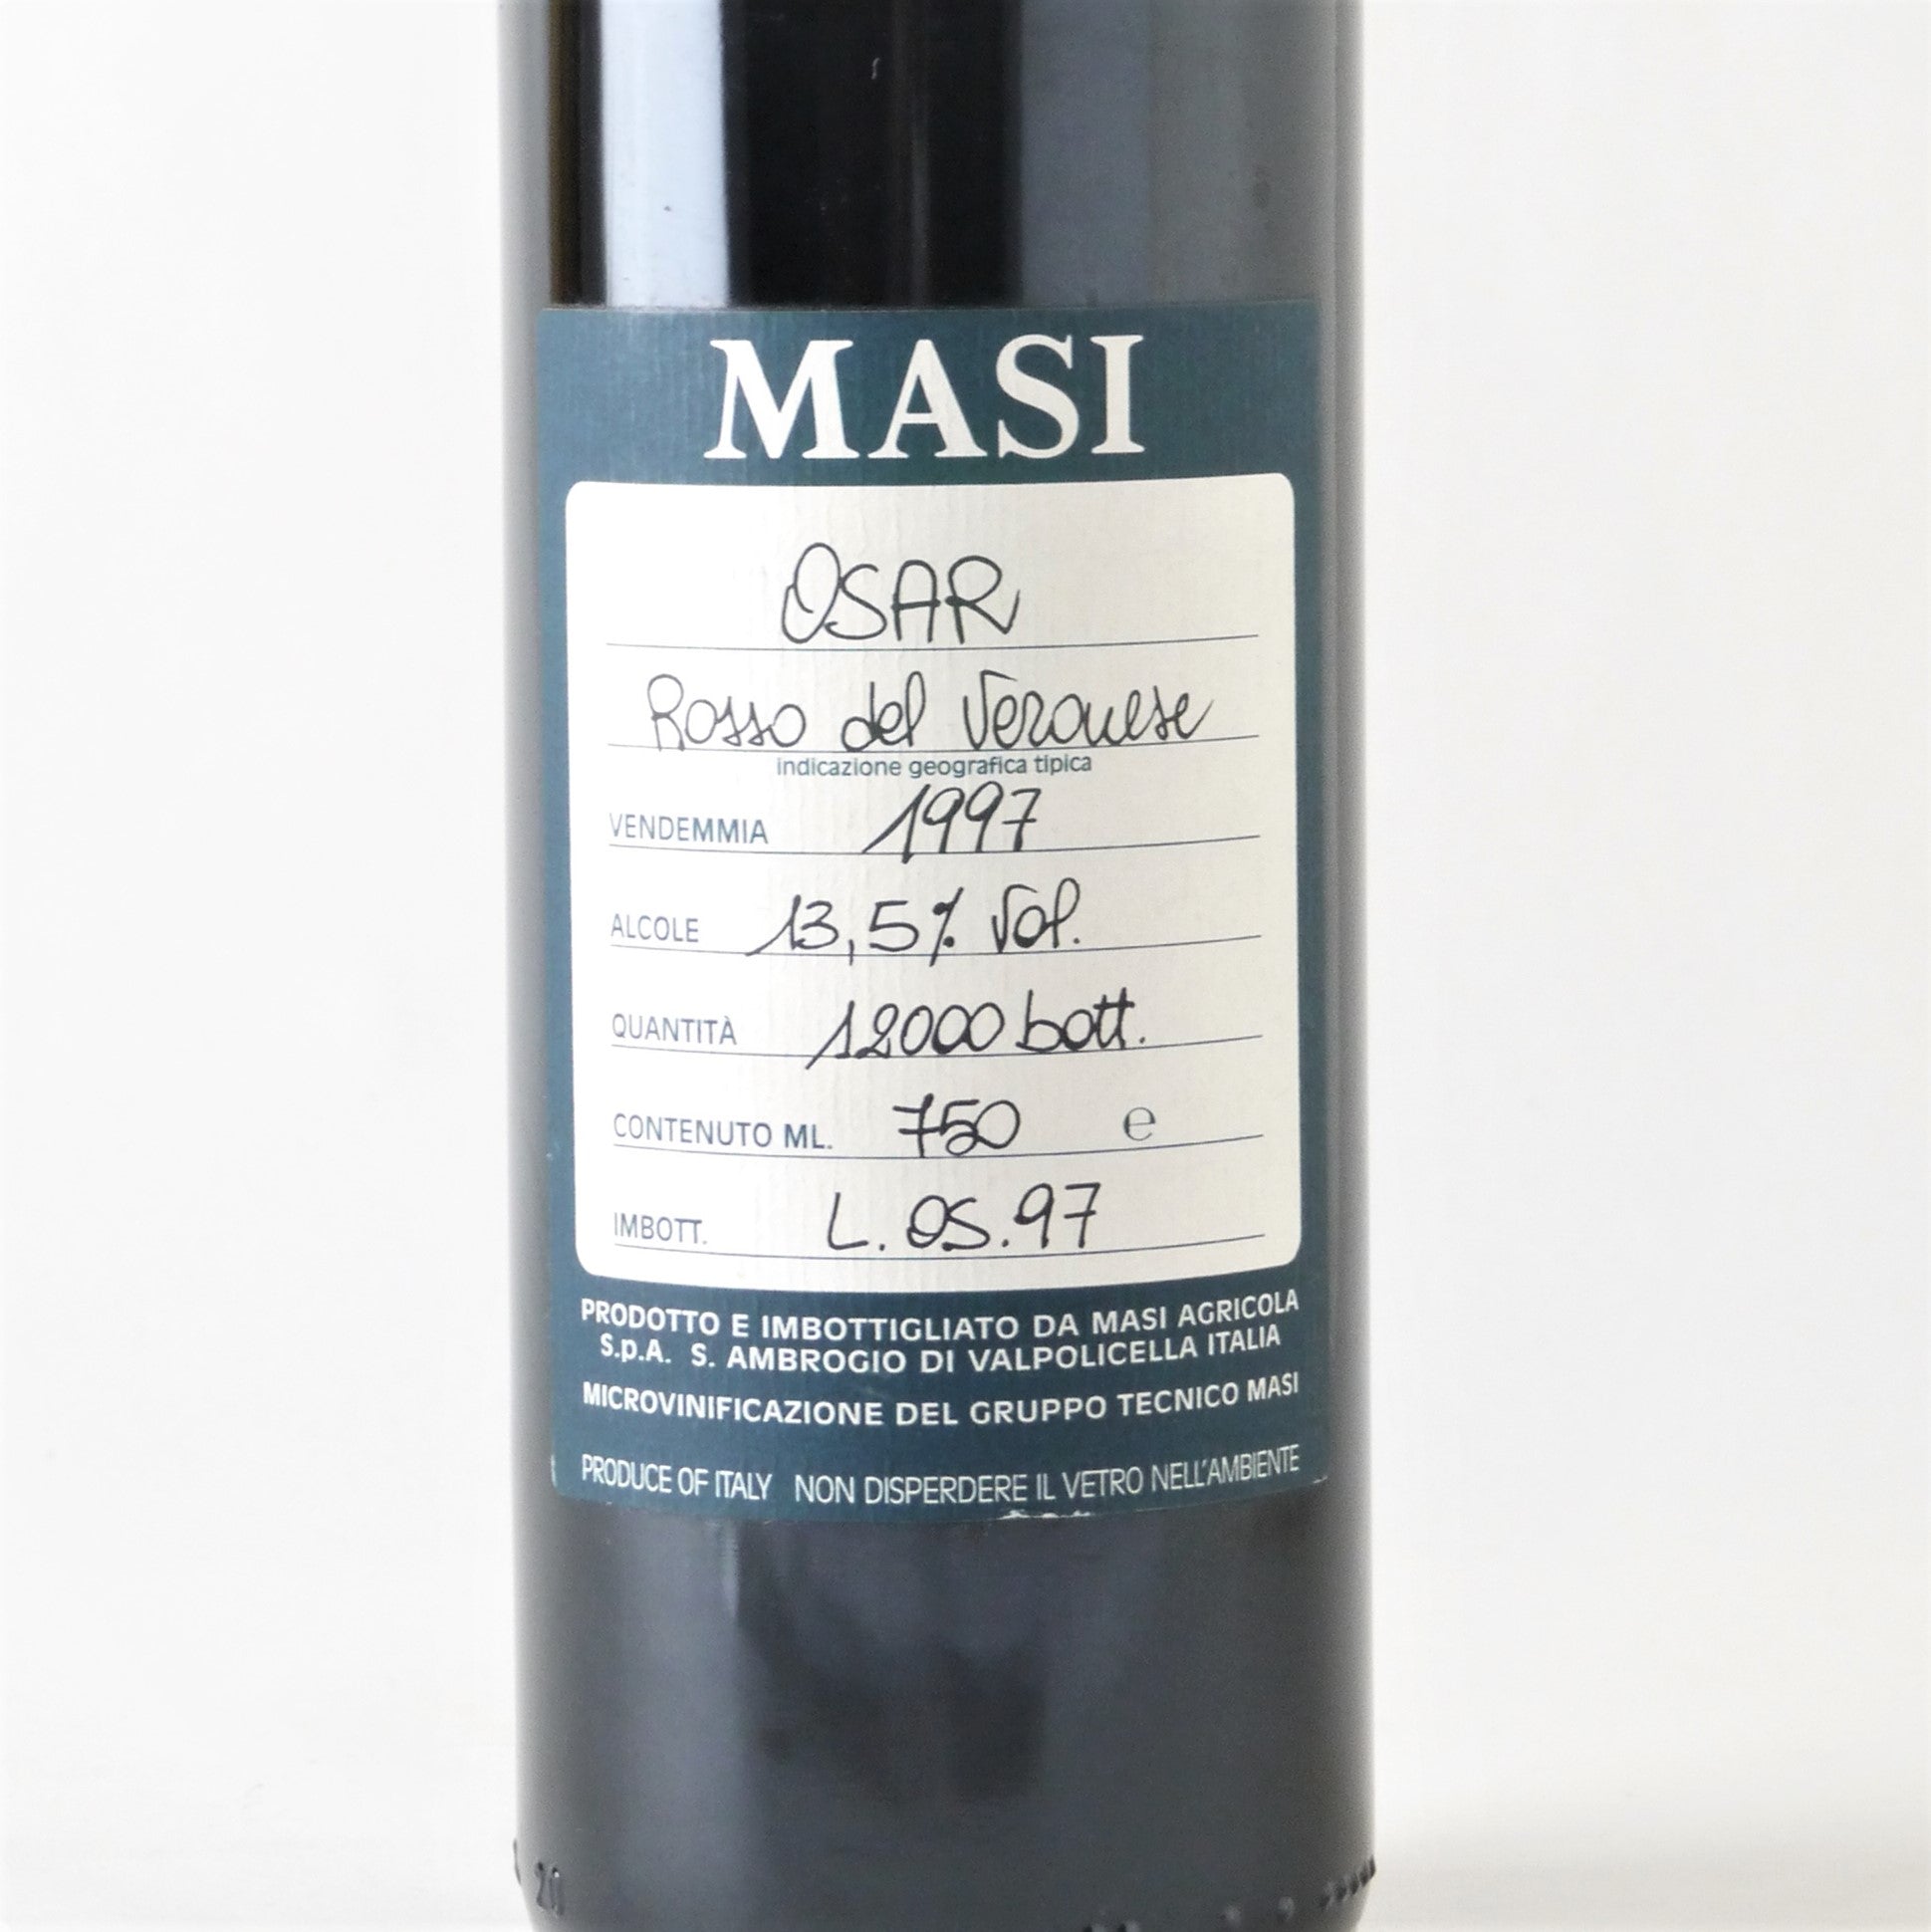 MASI
OSAR
Rosso del Veronese
indicazione geografica tipica
VENDEMMIA 1997
ALCOLE 13,5% Vol.
QUANTITÀ 12000 bott.
CONTENUTO ML. 750 e
IMBOTT. L. OS. 97
PRODOTTO E IMBOTTIGLIATO DA MASI AGRICOLA
S.p.A. S. AMBROGIO DI VALPOLICELLA ITALIA
MICROVINIFICAZIONE DEL GRUPPO TECNICO MASI
PRODUCE OF ITALY NON DISPERDERE IL VETRO NELL'AMBIENTE
20